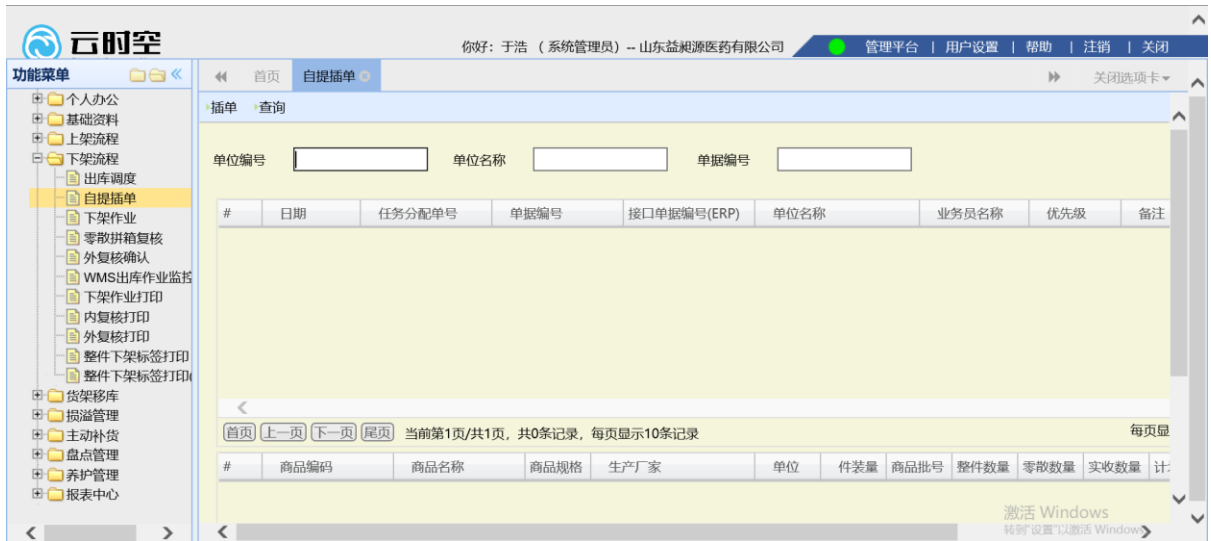 云时空
你好：于浩 （系统管理员）-- 山东益昶源医药有限公司
管理平台 | 用户设置 | 帮助 | 注销 | 关闭
功能菜单
首页 自提插单 关闭选项卡
个人办公
基础资料
上架流程
下架流程
出库调度
自提插单
下架作业
零散拼箱复核
外复核确认
WMS出库作业监控
下架作业打印
内复核打印
外复核打印
整件下架标签打印
整件下架标签打印(
货架移库
损溢管理
主动补货
盘点管理
养护管理
报表中心
插单 查询
单位编号 单位名称 单据编号
# 日期 任务分配单号 单据编号 接口单据编号(ERP) 单位名称 业务员名称 优先级 备注
首页 上一页 下一页 尾页 当前第1页/共1页，共0条记录，每页显示10条记录 每页显
# 商品编码 商品名称 商品规格 生产厂家 单位 件装量 商品批号 整件数量 零散数量 实收数量
激活 Windows
转到"设置"以激活 Windows